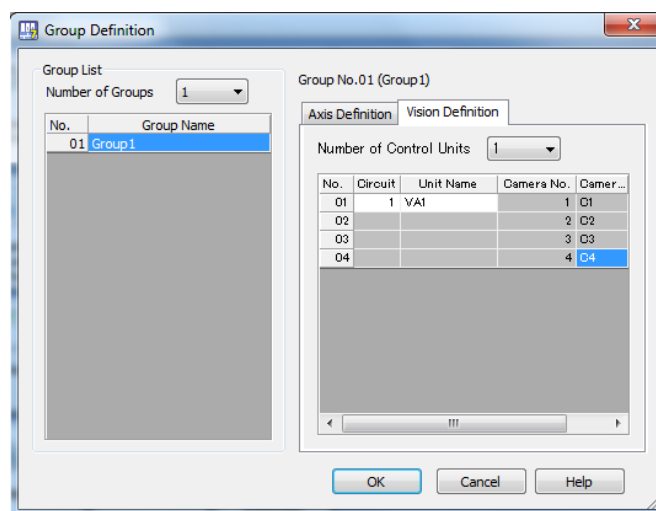 Group Definition
Group List
Number of Groups 1
No. Group Name
01 Group1
Group No.01 (Group1)
Axis Definition Vision Definition
Number of Control Units 1
No. Circuit Unit Name Camera No. Camer...
01 1 VA1 1 C1
02 2 C2
03 3 C3
04 4 C4
OK Cancel Help